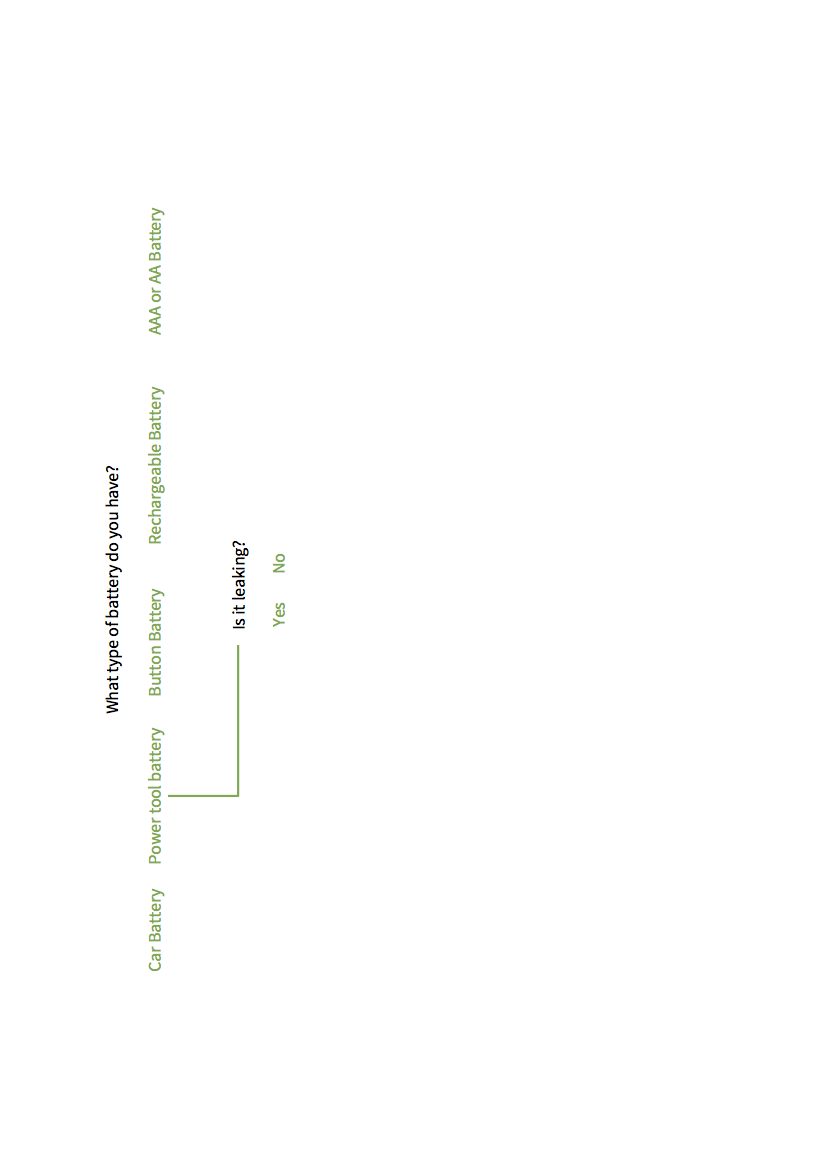 What type of battery do you have?
Car Battery Power tool battery Button Battery Rechargeable Battery AAA or AA Battery
Is it leaking?
Yes No